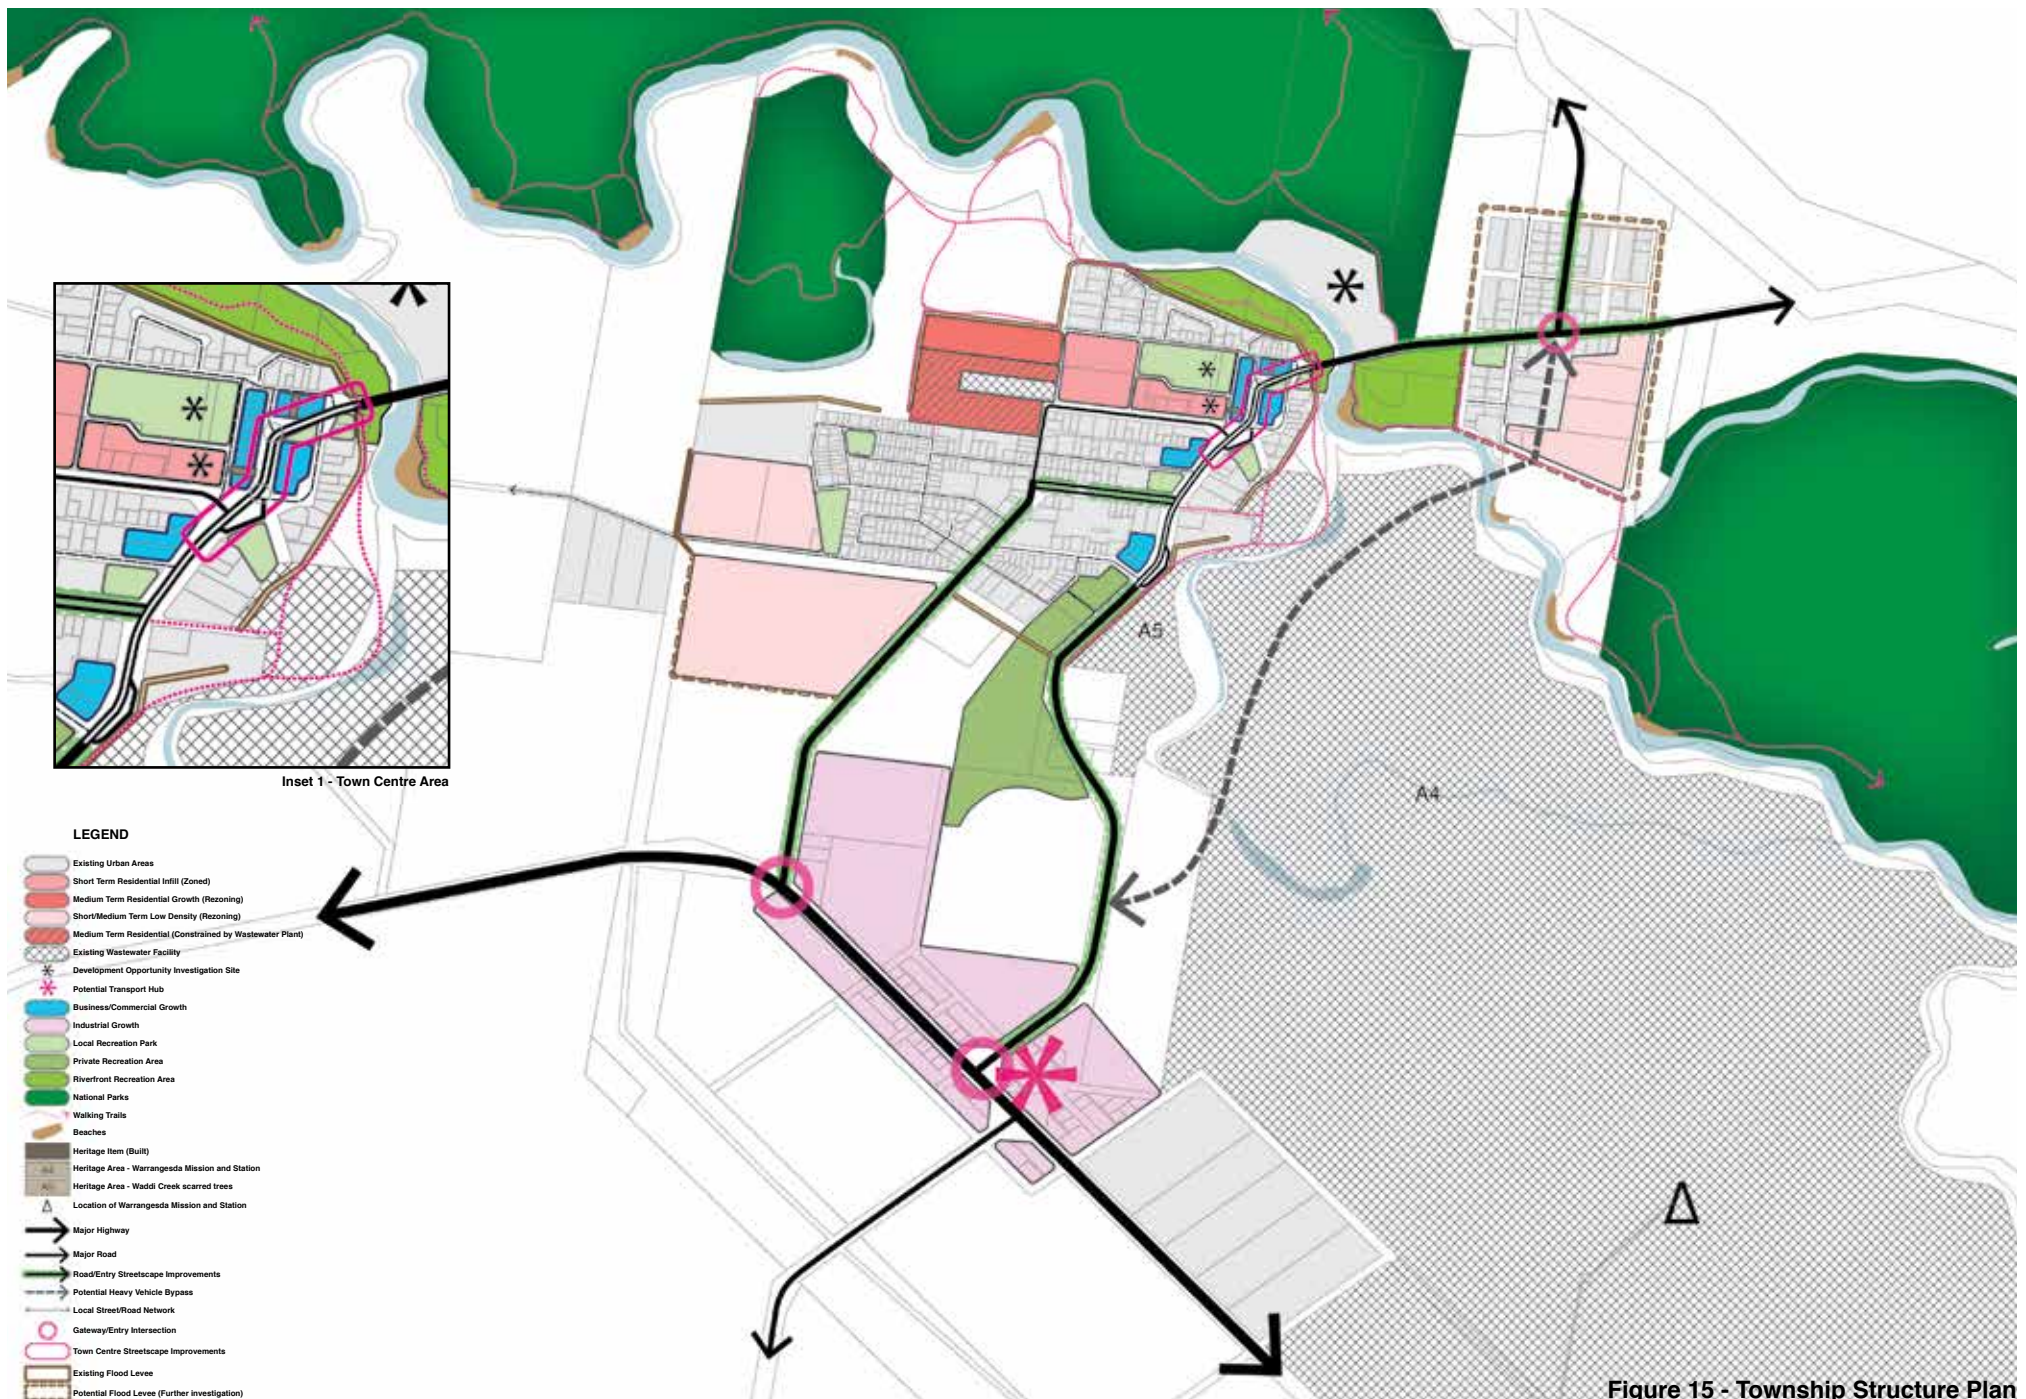 A5
A4
Inset 1 - Town Centre Area
LEGEND
Existing Urban Areas
Short Term Residential Infill (Zoned)
Medium Term Residential Growth (Rezoning)
Short/Medium Term Low Density (Rezoning)
Medium Term Residential (Constrained by Wastewater Plant)
Existing Wastewater Facility
Development Opportunity Investigation Site
Potential Transport Hub
Business/Commercial Growth
Industrial Growth
Local Recreation Park
Private Recreation Area
Riverfront Recreation Area
National Parks
Walking Trails
Beaches
Heritage Item (Built)
A4 Heritage Area - Warrangesda Mission and Station
Heritage Area - Waddi Creek scarred trees
Location of Warrangesda Mission and Station
Major Highway
Major Road
Road/Entry Streetscape Improvements
Potential Heavy Vehicle Bypass
Local Street/Road Network
Gateway/Entry Intersection
Town Centre Streetscape Improvements
Existing Flood Levee
Potential Flood Levee (Further investigation)
Figure 15 - Township Structure Plan